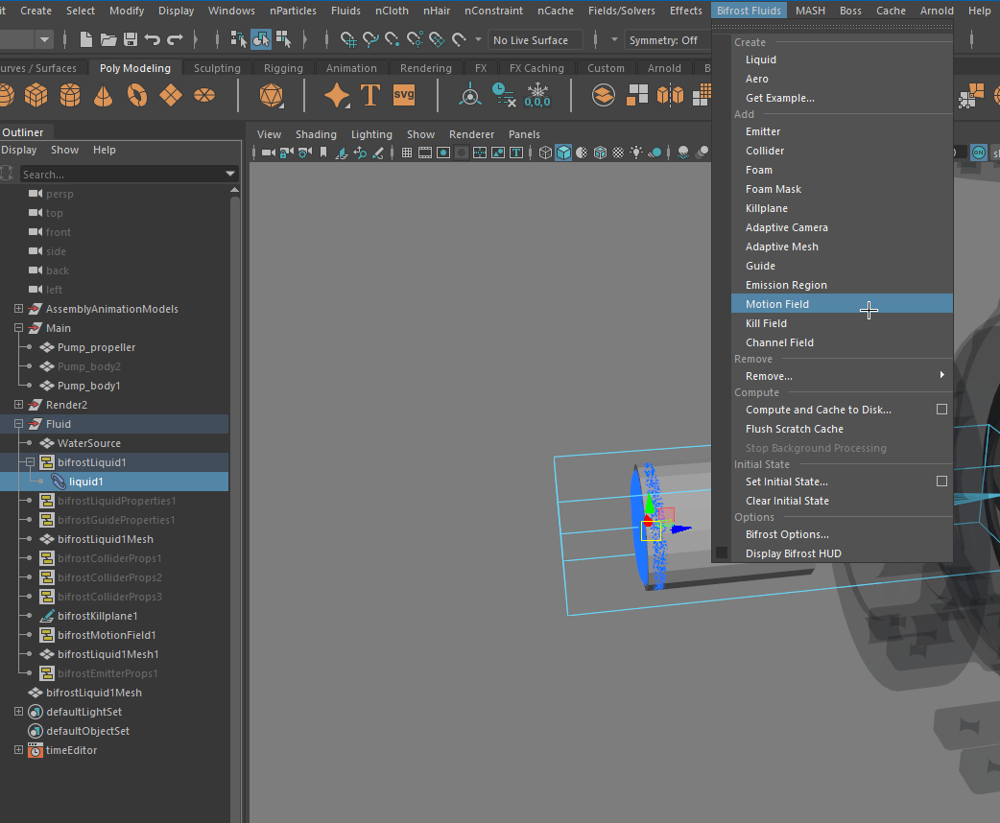 it Create Select Modify Display Windows nParticles Fluids nCloth nHair nConstraint nCache Fields/Solvers Effects Bifrost Fluids MASH Boss Cache Arnold Help
No Live Surface Symmetry: Off
urves / Surfaces Poly Modeling Sculpting Rigging Animation Rendering FX FX Caching Custom Arnold B
T svg 0,0,0
Outliner
Display Show Help
Search...
persp
top
front
side
back
left
AssemblyAnimationModels
Main
Pump_propeller
Pump_body2
Pump_body1
Render2
Fluid
WaterSource
bifrostLiquid1
liquid1
bifrostLiquidProperties1
bifrostGuideProperties1
bifrostLiquid1Mesh
bifrostColliderProps1
bifrostColliderProps2
bifrostColliderProps3
bifrostKillplane1
bifrostMotionField1
bifrostLiquid1Mesh1
bifrostEmitterProps1
bifrostLiquid1Mesh
defaultLightSet
defaultObjectSet
timeEditor
View Shading Lighting Show Renderer Panels
ON
Create
Liquid
Aero
Get Example...
Add
Emitter
Collider
Foam
Foam Mask
Killplane
Adaptive Camera
Adaptive Mesh
Guide
Emission Region
Motion Field
Kill Field
Channel Field
Remove
Remove...
Compute
Compute and Cache to Disk...
Flush Scratch Cache
Stop Background Processing
Initial State
Set Initial State...
Clear Initial State
Options
Bifrost Options...
Display Bifrost HUD